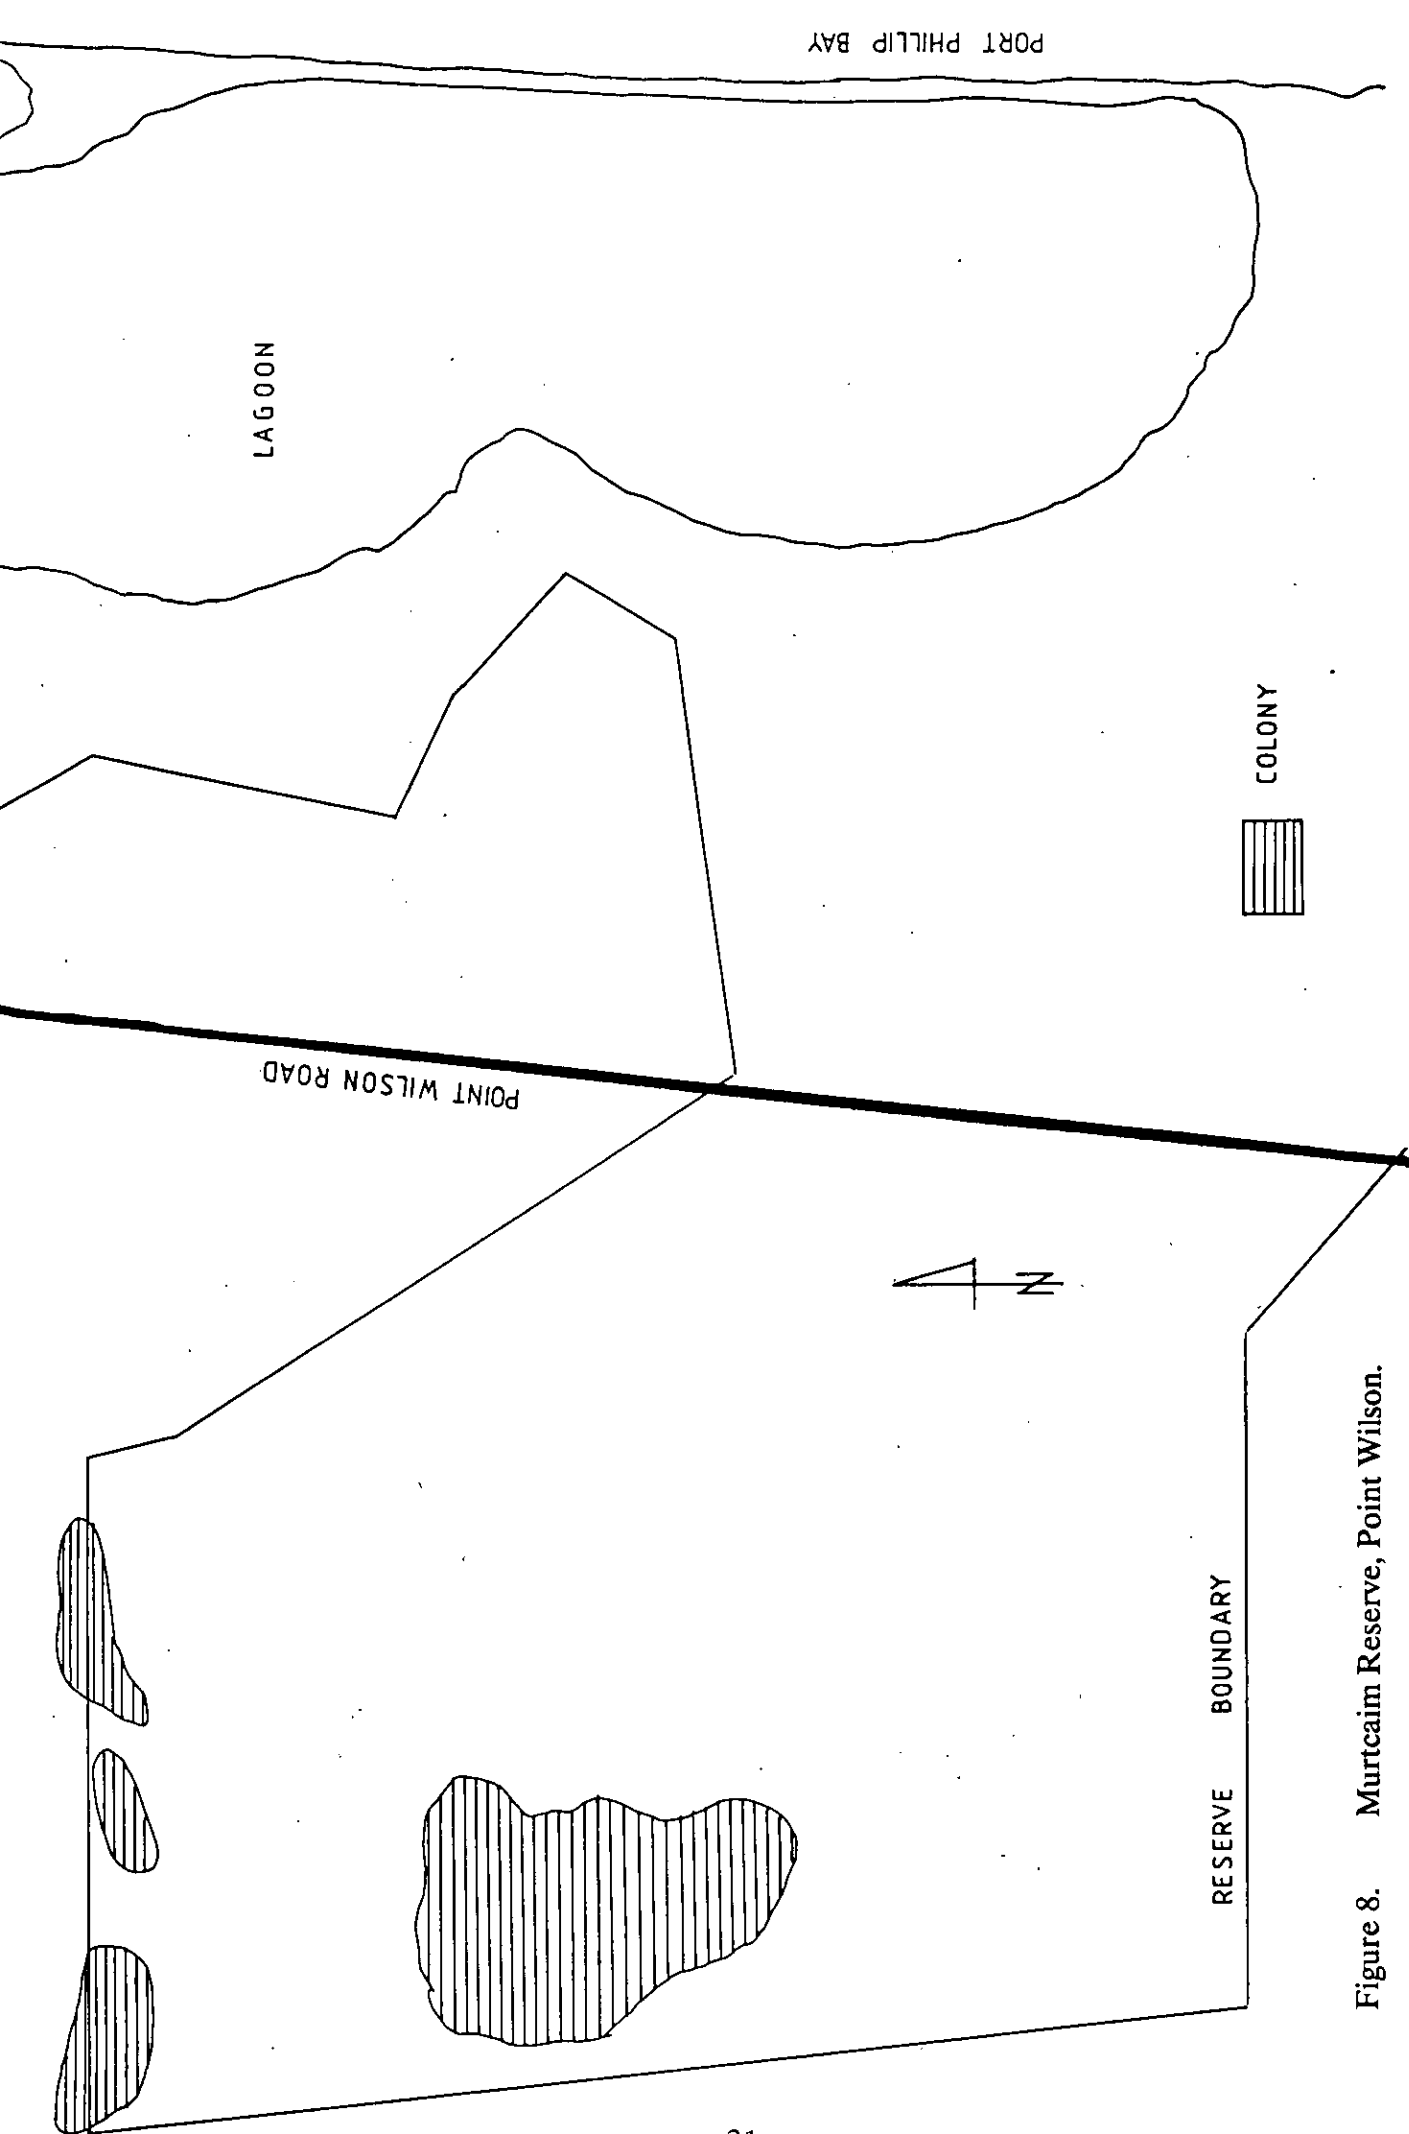 PORT PHILLIP BAY
LAGOON
POINT WILSON ROAD
COLONY
N
RESERVE BOUNDARY
Figure 8. Murtcaim Reserve, Point Wilson.